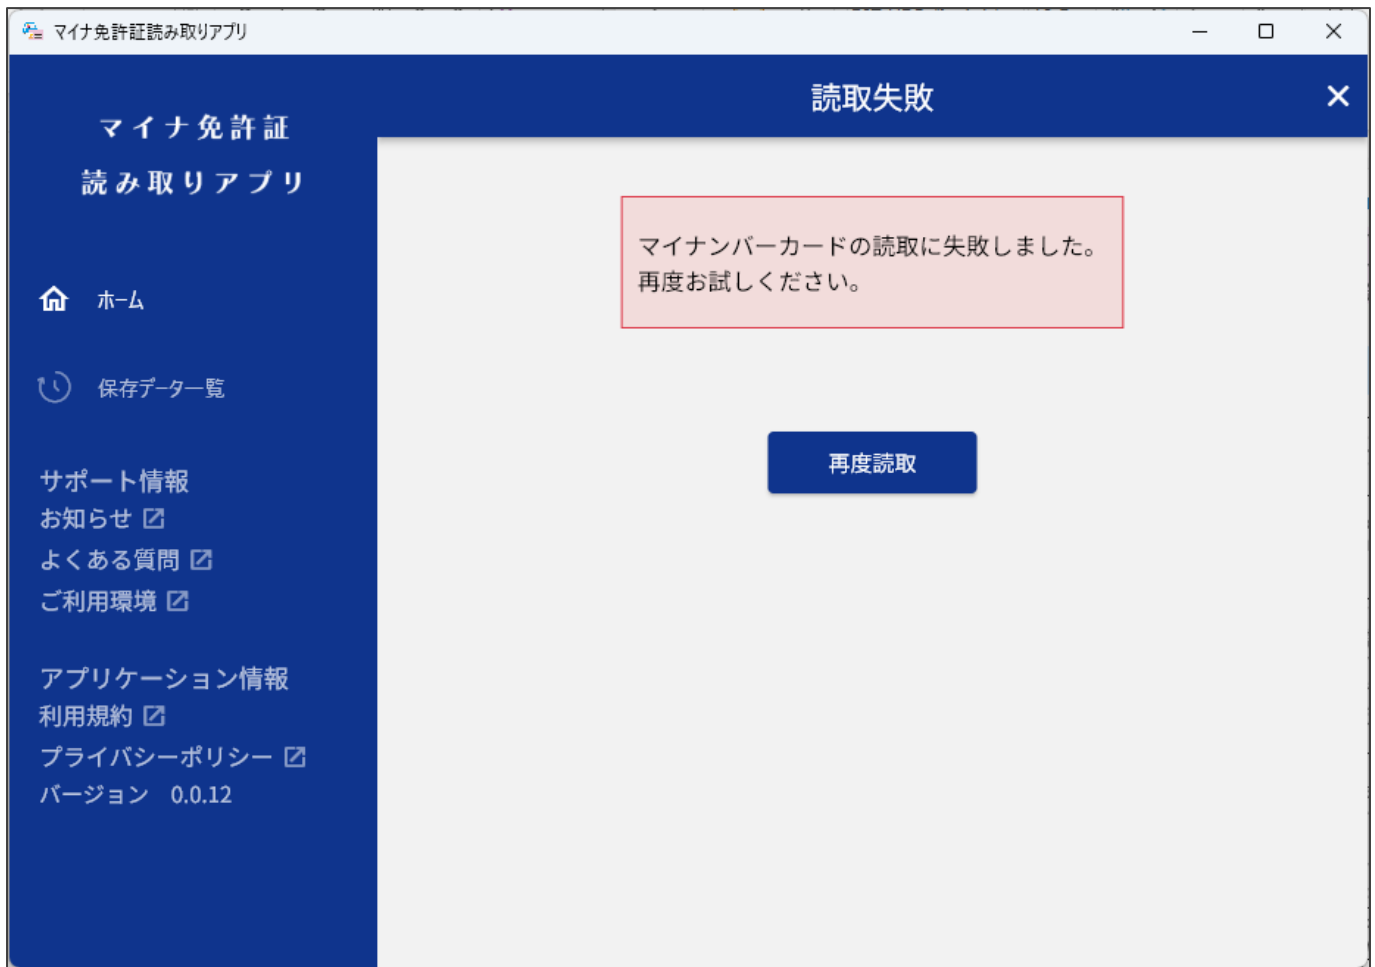 マイナ免許証読み取りアプリ
マイナ免許証
読み取りアプリ
ホーム
保存データ一覧
サポート情報
お知らせ
よくある質問
ご利用環境
アプリケーション情報
利用規約
プライバシーポリシー
バージョン 0.0.12
読取失敗
マイナンバーカードの読取に失敗しました。
再度お試しください。
再度読取